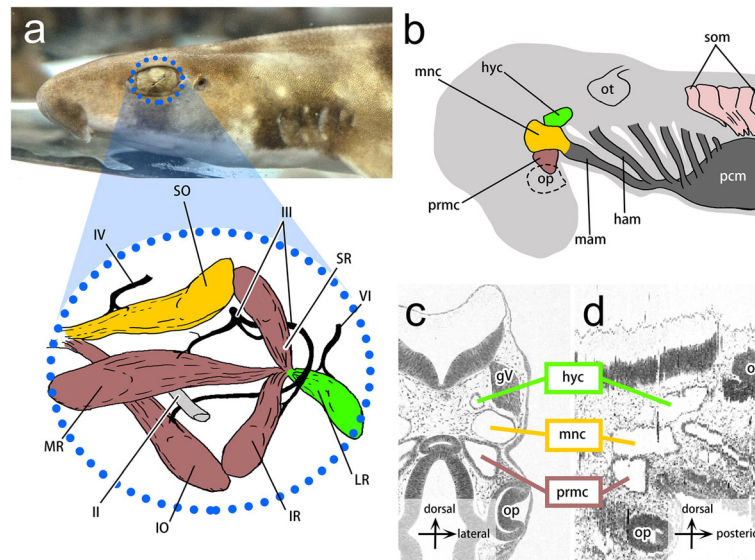 a
SO
III
IV
SR
VI
MR
II
IO
IR
LR
b
som
hyc
mnc
ot
op
pcm
prmc
ham
mam
c
d
gV
hyc
mnc
prmc
op
dorsal
lateral
o
op
dorsal
posterior